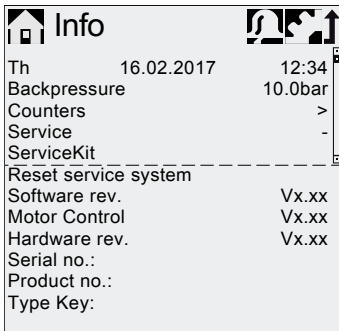 Info
Th 16.02.2017 12:34
Backpressure 10.0bar
Counters >
Service -
ServiceKit
Reset service system
Software rev. Vx.xx
Motor Control Vx.xx
Hardware rev. Vx.xx
Serial no.:
Product no.:
Type Key: